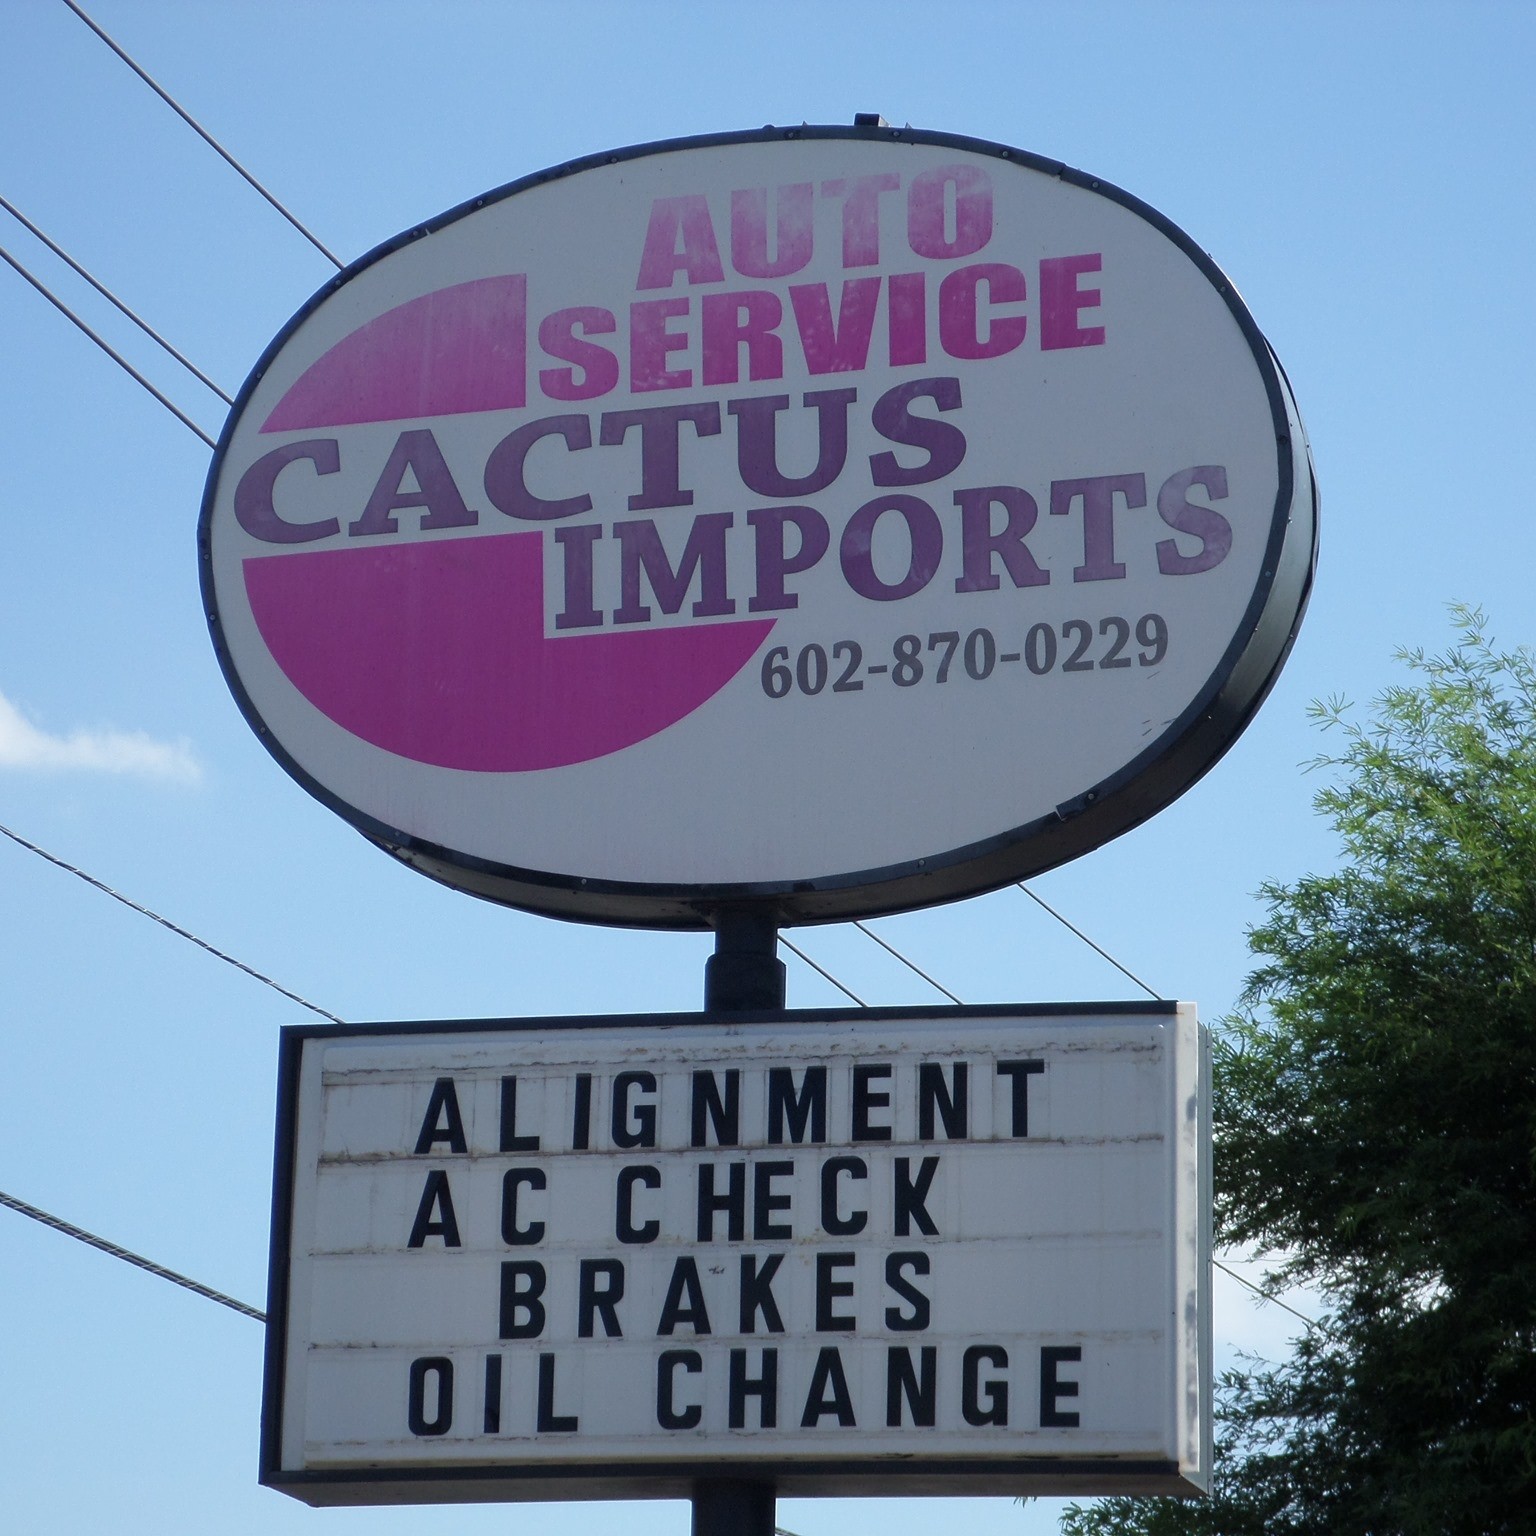 AUTO
SERVICE
CACTUS
IMPORTS
602-870-0229
ALIGNMENT
AC CHECK
BRAKES
OIL CHANGE